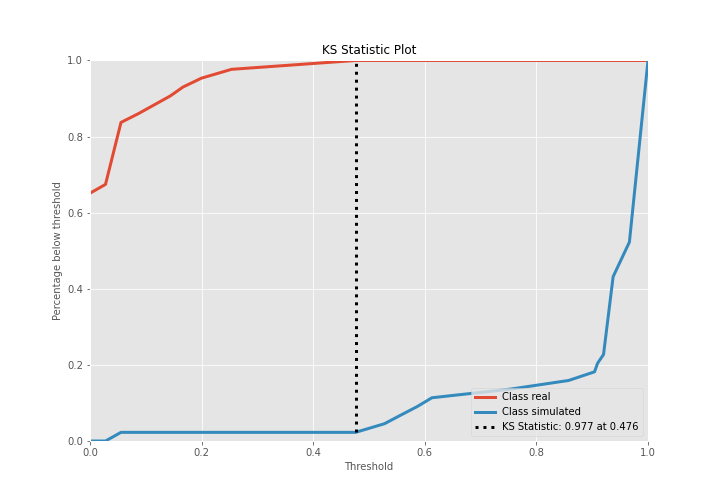 KS Statistic Plot
1.0
0.8
0.6
0.4
0.2
0.0
Percentage below threshold
0.0 0.2 0.4 0.6 0.8 1.0
Threshold
Class real
Class simulated
KS Statistic: 0.977 at 0.476